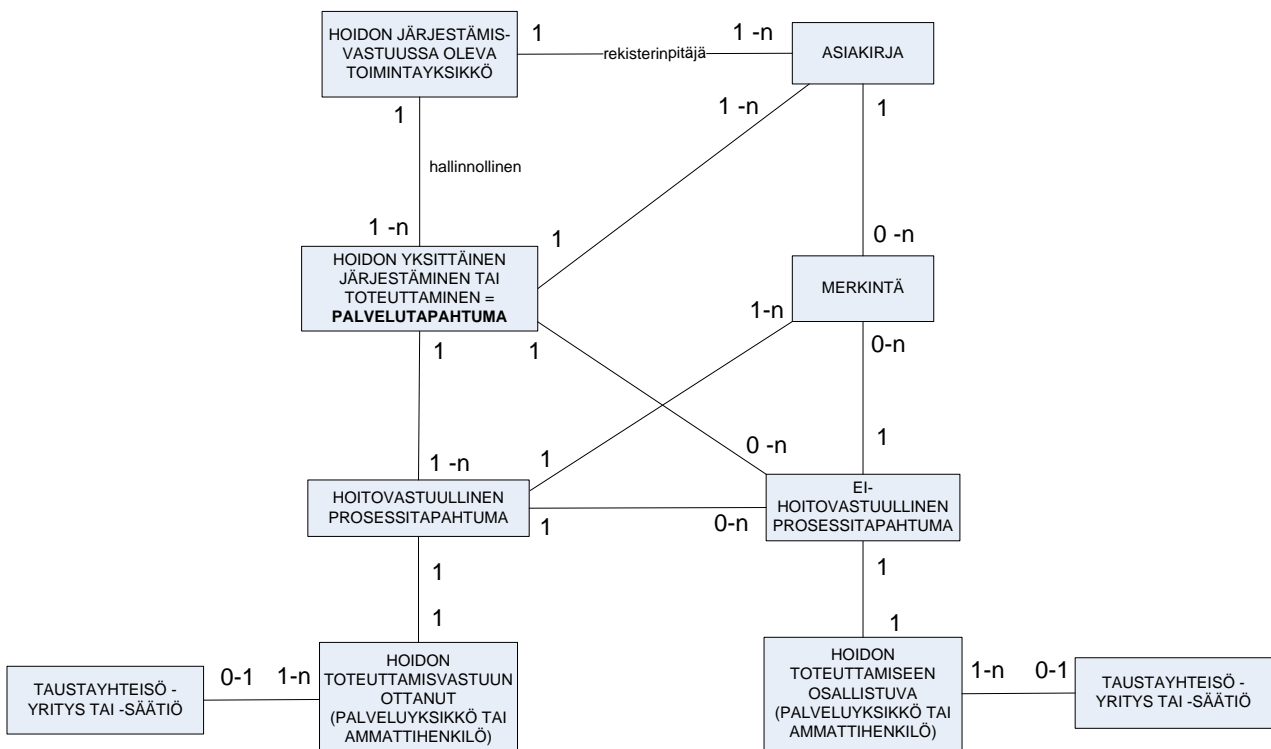 HOIDON JÄRJESTÄMIS-
VASTUUSSA OLEVA
TOIMINTAYKSIKKÖ
1
rekisterinpitäjä
1 -n
ASIAKIRJA
1
1 -n
1
hallinnollinen
1 -n
1
0 -n
HOIDON YKSITTÄINEN
JÄRJESTÄMINEN TAI
TOTEUTTAMINEN =
PALVELUTAPAHTUMA
MERKINTÄ
1-n
1
1
0-n
1 -n
1
0 -n
1
HOITOVASTUULLINEN
PROSESSITAPAHTUMA
1
0-n
EI-
HOITOVASTUULLINEN
PROSESSITAPAHTUMA
1
1
1
1
TAUSTAYHTEISÖ -
YRITYS TAI -SÄÄTIÖ
0-1
1-n
HOIDON
TOTEUTTAMISVASTUUN
OTTANUT
(PALVELUYKSIKKÖ TAI
AMMATTIHENKILÖ)
HOIDON
TOTEUTTAMISEEN
OSALLISTUVA
(PALVELUYKSIKKÖ TAI
AMMATTIHENKILÖ)
1-n
0-1
TAUSTAYHTEISÖ -
YRITYS TAI -SÄÄTIÖ